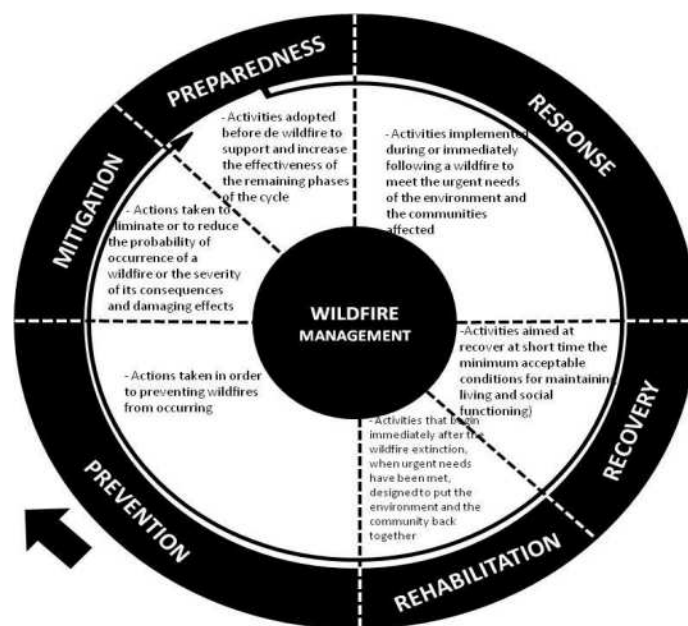 PREPAREDNESS
- Activities adopted
before de wildfire to
support and increase
the effectiveness of
the remaining phases
of the cycle
RESPONSE
- Activities implemented
during or immediately
following a wildfire to
meet the urgent needs
of the environment and
the communities
affected
MITIGATION
- Actions taken to
eliminate or to reduce
the probability of
occurrence of a
wildfire or the severity
of its consequences
and damaging effects
WILDFIRE
MANAGEMENT
- Activities aimed at
recover at short time the
minimum acceptable
conditions for maintaining
living and social
functioning)
RECOVERY
- Actions taken in order
to preventing wildfires
from occurring
PREVENTION
- Activities that begin
immediately after the
wildfire extinction,
when urgent needs
have been met,
designed to put the
environment and the
community back
together
REHABILITATION